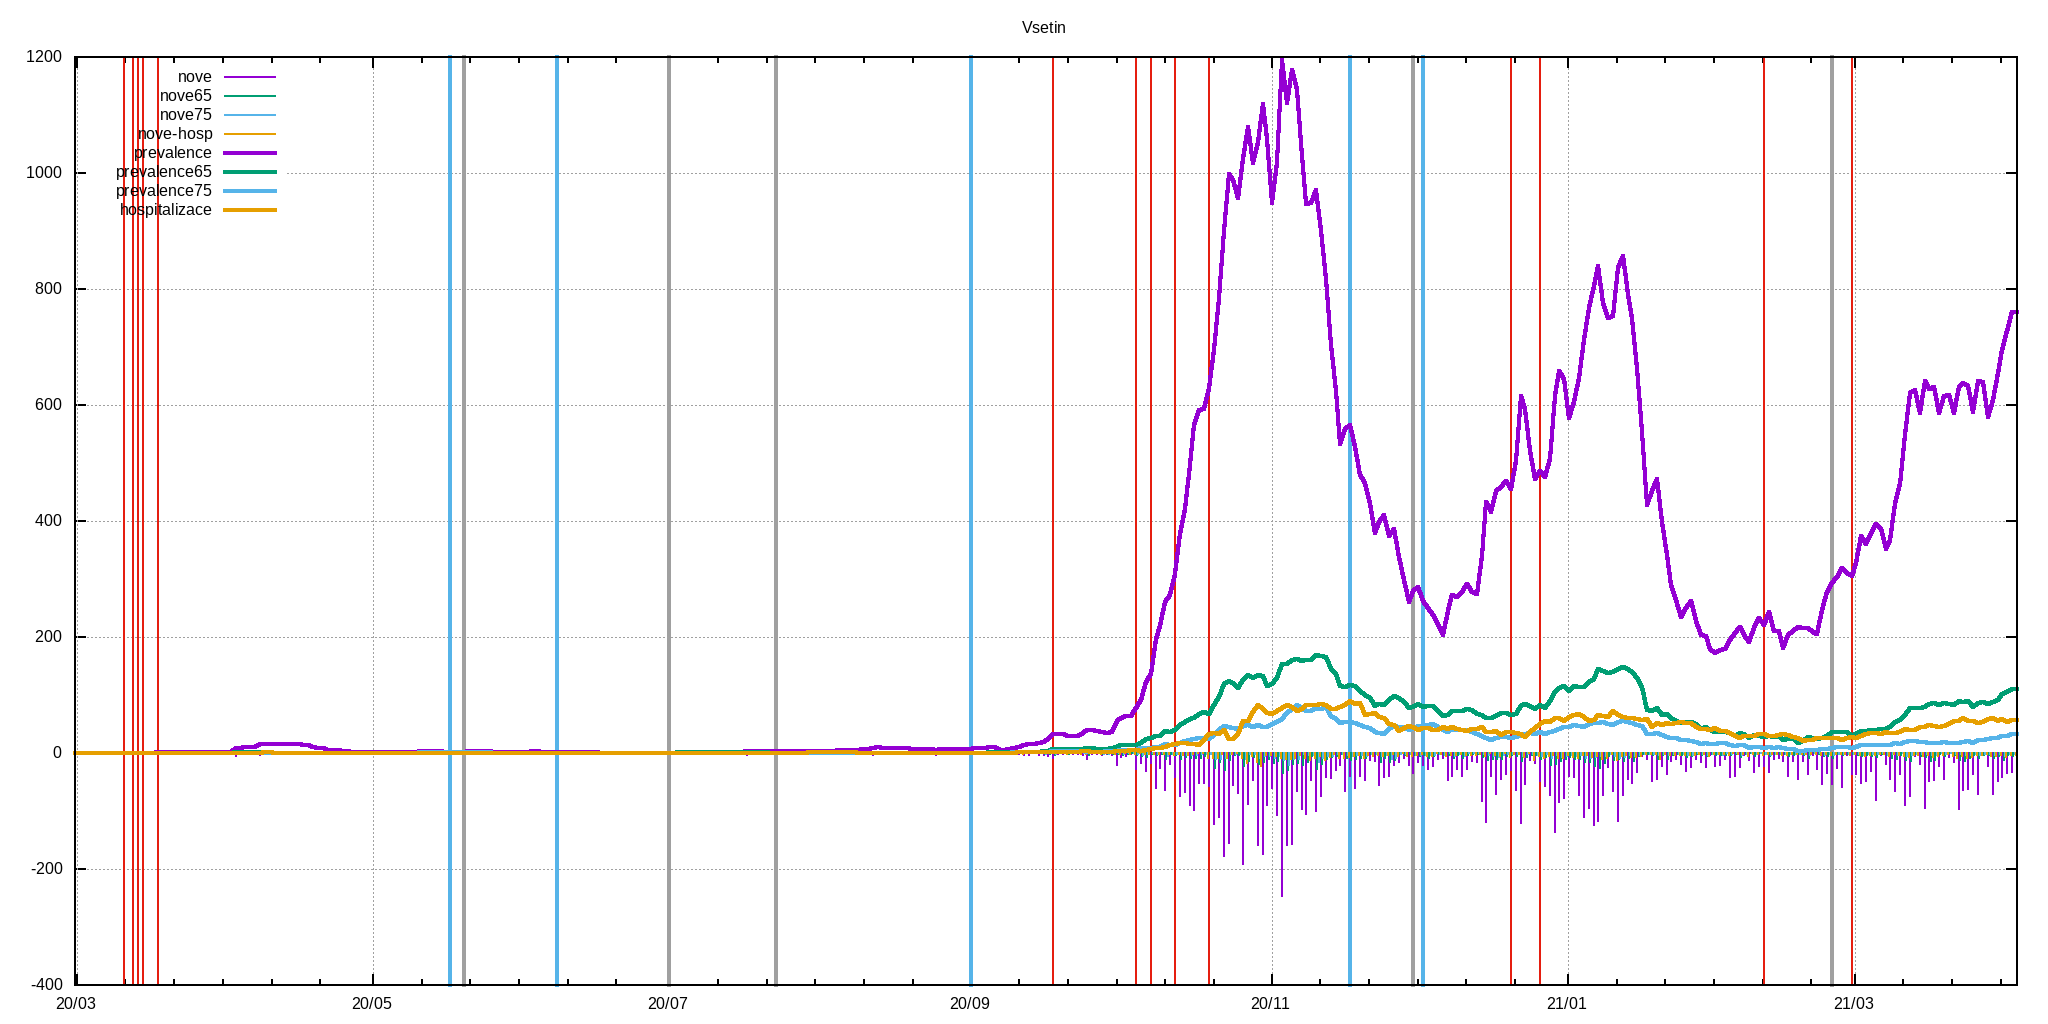 Vsetin
1200
1000
800
600
400
200
0
-200
-400
nove
nove65
nove75
nove-hosp
prevalence
prevalence65
prevalence75
hospitalizace
20/03 20/05 20/07 20/09 20/11 21/01 21/03